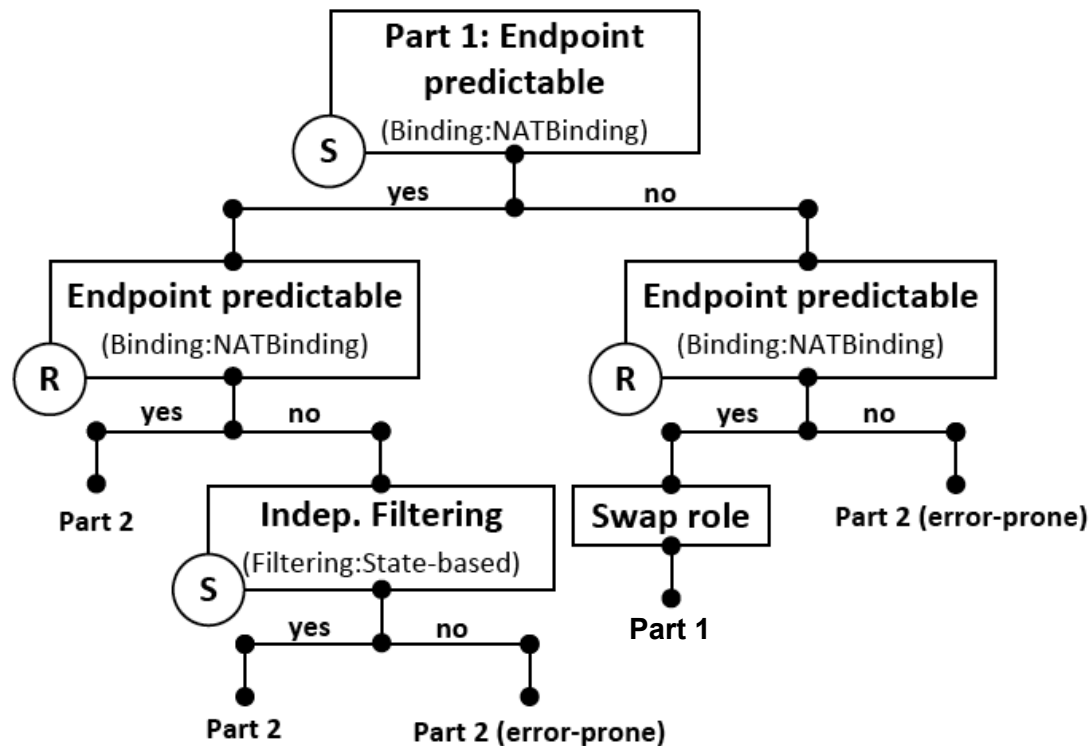 Part 1: Endpoint
predictable
(Binding:NATBinding)
S
yes
no
Endpoint predictable
(Binding:NATBinding)
R
Endpoint predictable
(Binding:NATBinding)
R
yes
no
yes
no
Part 2
Indep. Filtering
(Filtering:State-based)
S
Swap role
Part 2 (error-prone)
Part 1
yes
no
Part 2
Part 2 (error-prone)